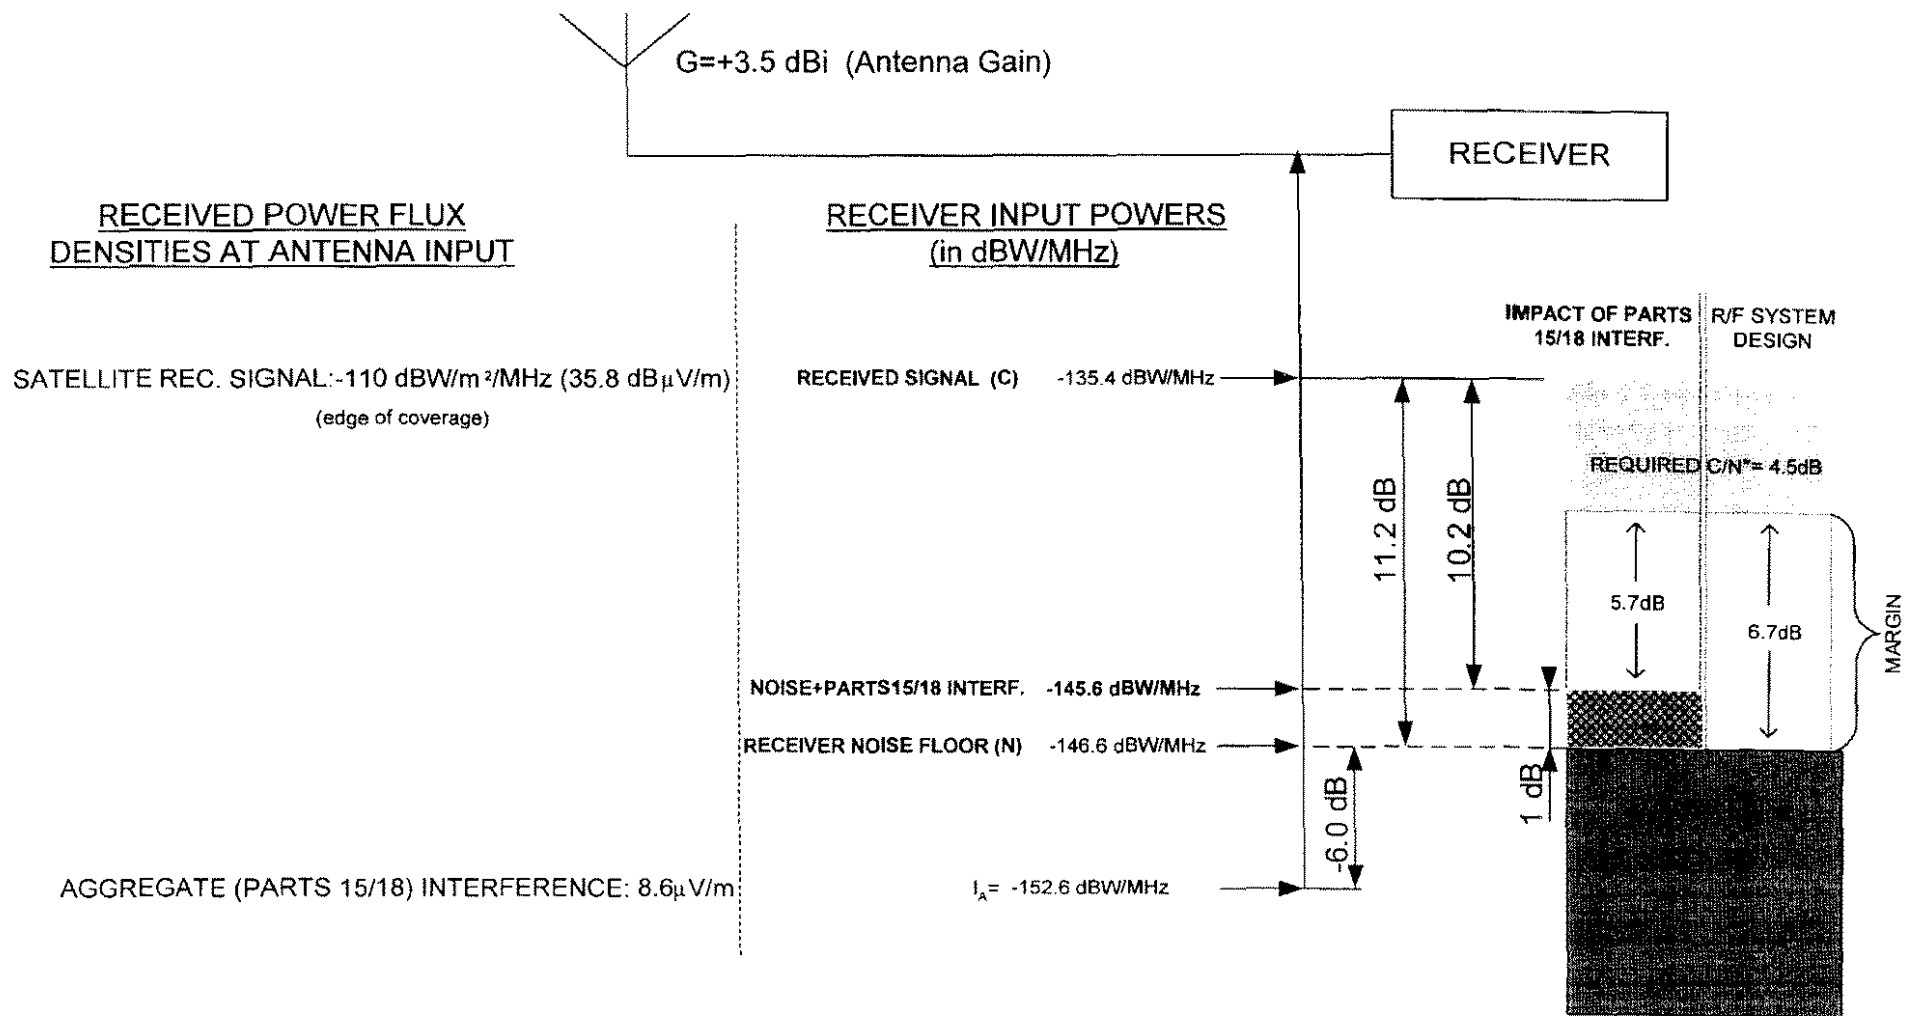 G=+3.5 dBi (Antenna Gain)
RECEIVER
RECEIVED POWER FLUX
DENSITIES AT ANTENNA INPUT
RECEIVER INPUT POWERS
(in dBW/MHz)
IMPACT OF PARTS
15/18 INTERF.
R/F SYSTEM
DESIGN
SATELLITE REC. SIGNAL:-110 dBW/m²/MHz (35.8 dBµV/m)
(edge of coverage)
RECEIVED SIGNAL (C) -135.4 dBW/MHz
REQUIRED C/N*= 4.5dB
11.2 dB
10.2 dB
5.7dB
6.7dB
MARGIN
NOISE+PARTS15/18 INTERF. -145.6 dBW/MHz
RECEIVER NOISE FLOOR (N) -146.6 dBW/MHz
1 dB
-6.0 dB
AGGREGATE (PARTS 15/18) INTERFERENCE: 8.6µV/m
I_A= -152.6 dBW/MHz